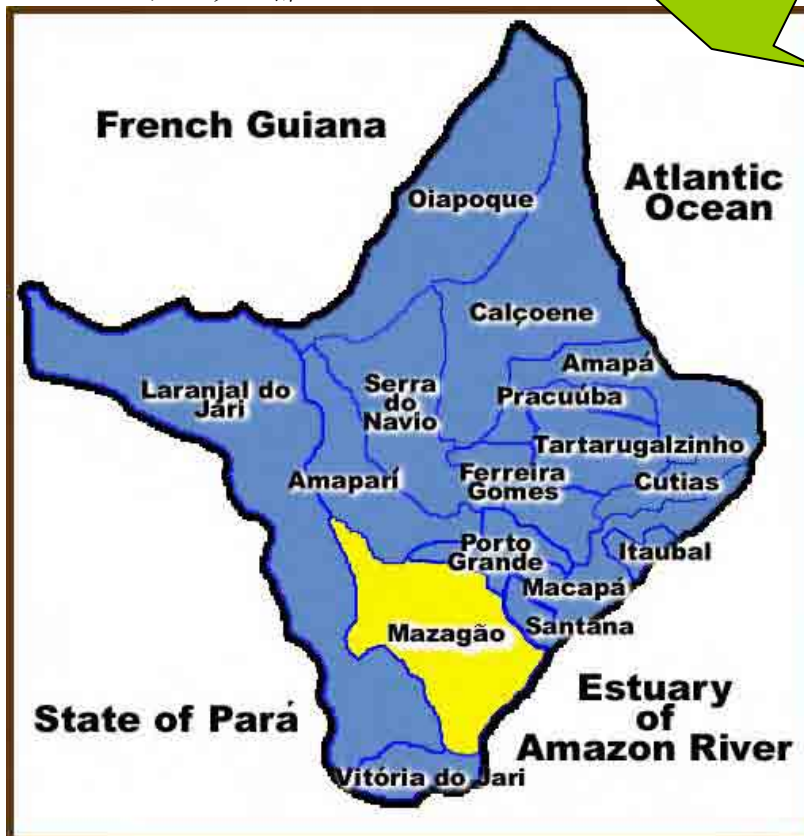 French Guiana
Atlantic
Ocean
Oiapoque
Calçoene
Amapá
Laranjal do
Jári
Serra
do
Navio
Pracuúba
Tartarugalzinho
Amaparí
Ferreira
Gomes
Cutias
Porto
Grande
Itaubal
Macapá
Mazagão
Santana
State of Pará
Estuary
of
Amazon River
Vitória do Jari